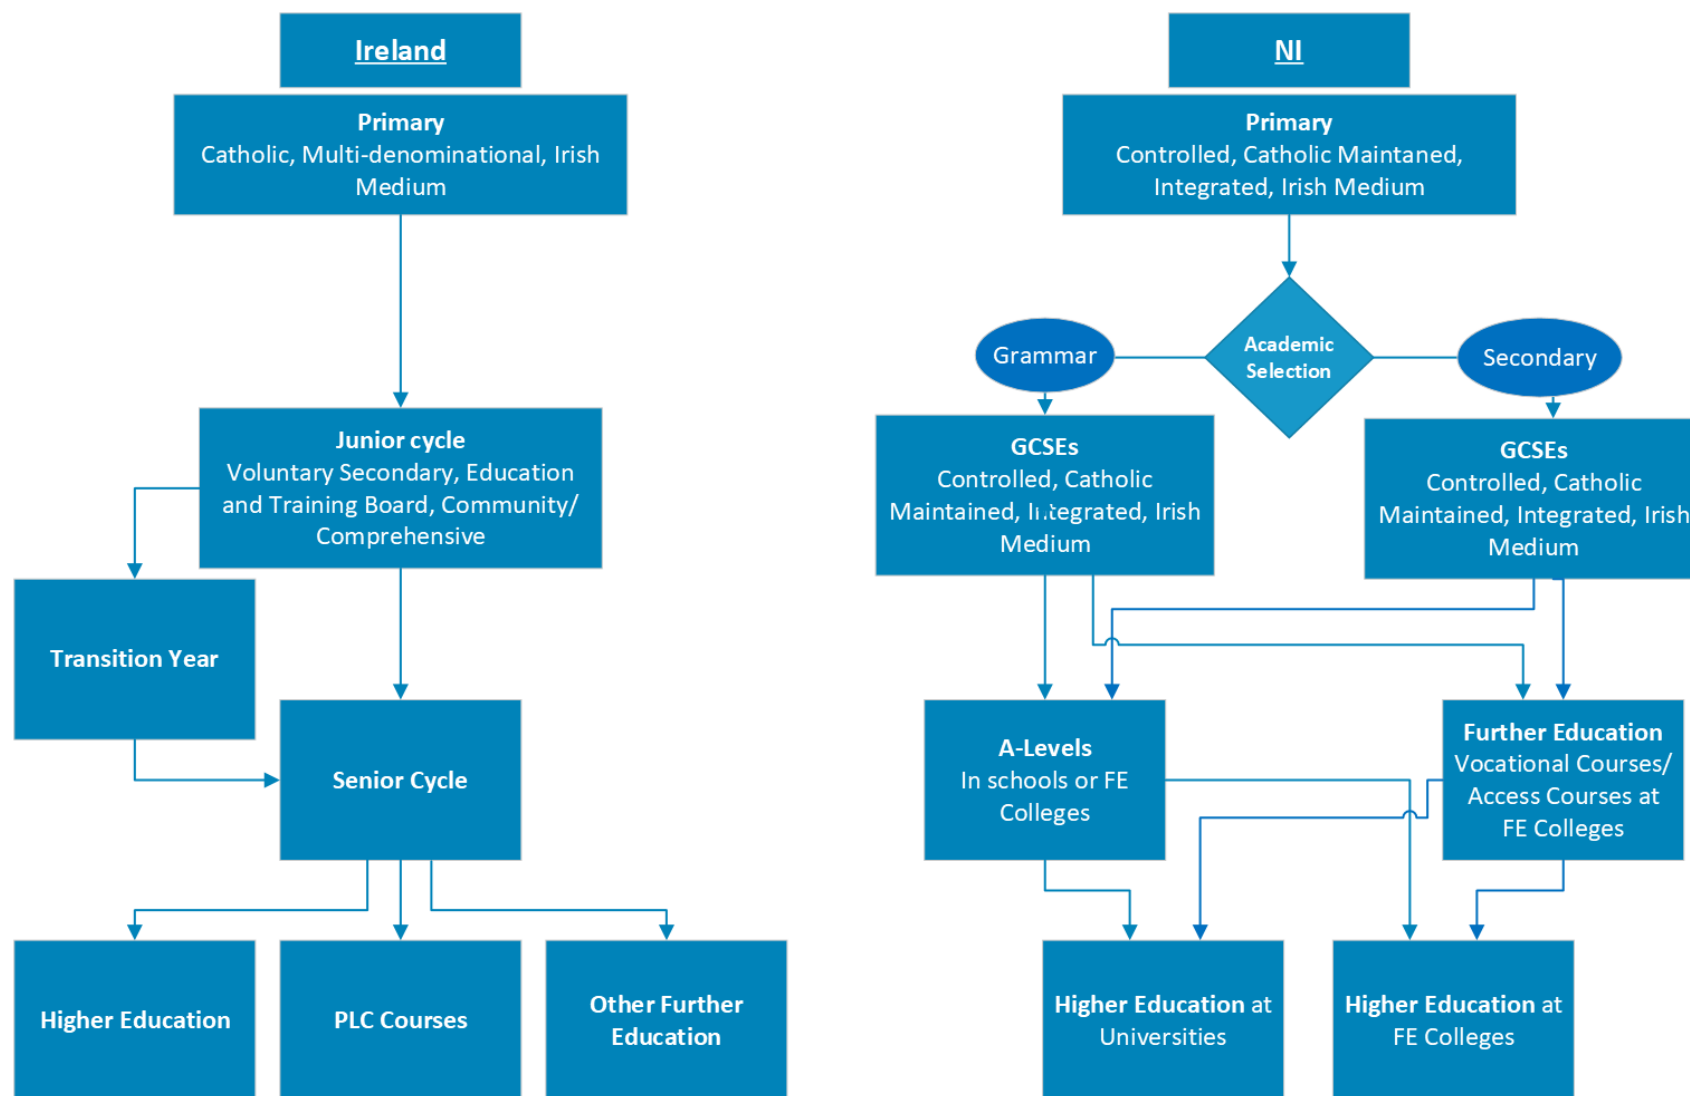 Ireland
Primary
Catholic, Multi-denominational, Irish
Medium
Junior cycle
Voluntary Secondary, Education
and Training Board, Community/
Comprehensive
Transition Year
Senior Cycle
Higher Education
PLC Courses
Other Further
Education
NI
Primary
Controlled, Catholic Maintaned,
Integrated, Irish Medium
Academic
Selection
Grammar
Secondary
GCSEs
Controlled, Catholic
Maintained, Integrated, Irish
Medium
GCSEs
Controlled, Catholic
Maintained, Integrated, Irish
Medium
A-Levels
In schools or FE
Colleges
Further Education
Vocational Courses/
Access Courses at
FE Colleges
Higher Education at
Universities
Higher Education at
FE Colleges